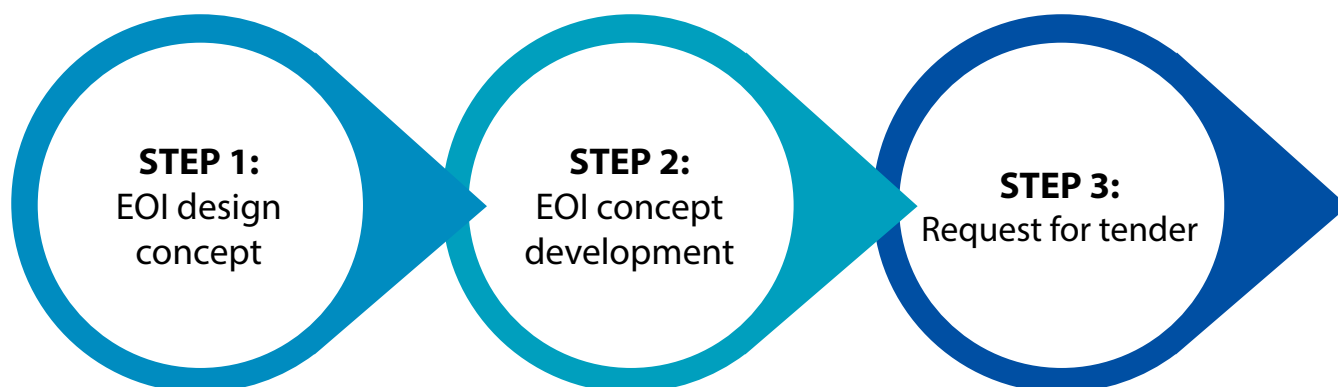 STEP 1:
EOI design
concept
STEP 2:
EOI concept
development
STEP 3:
Request for tender